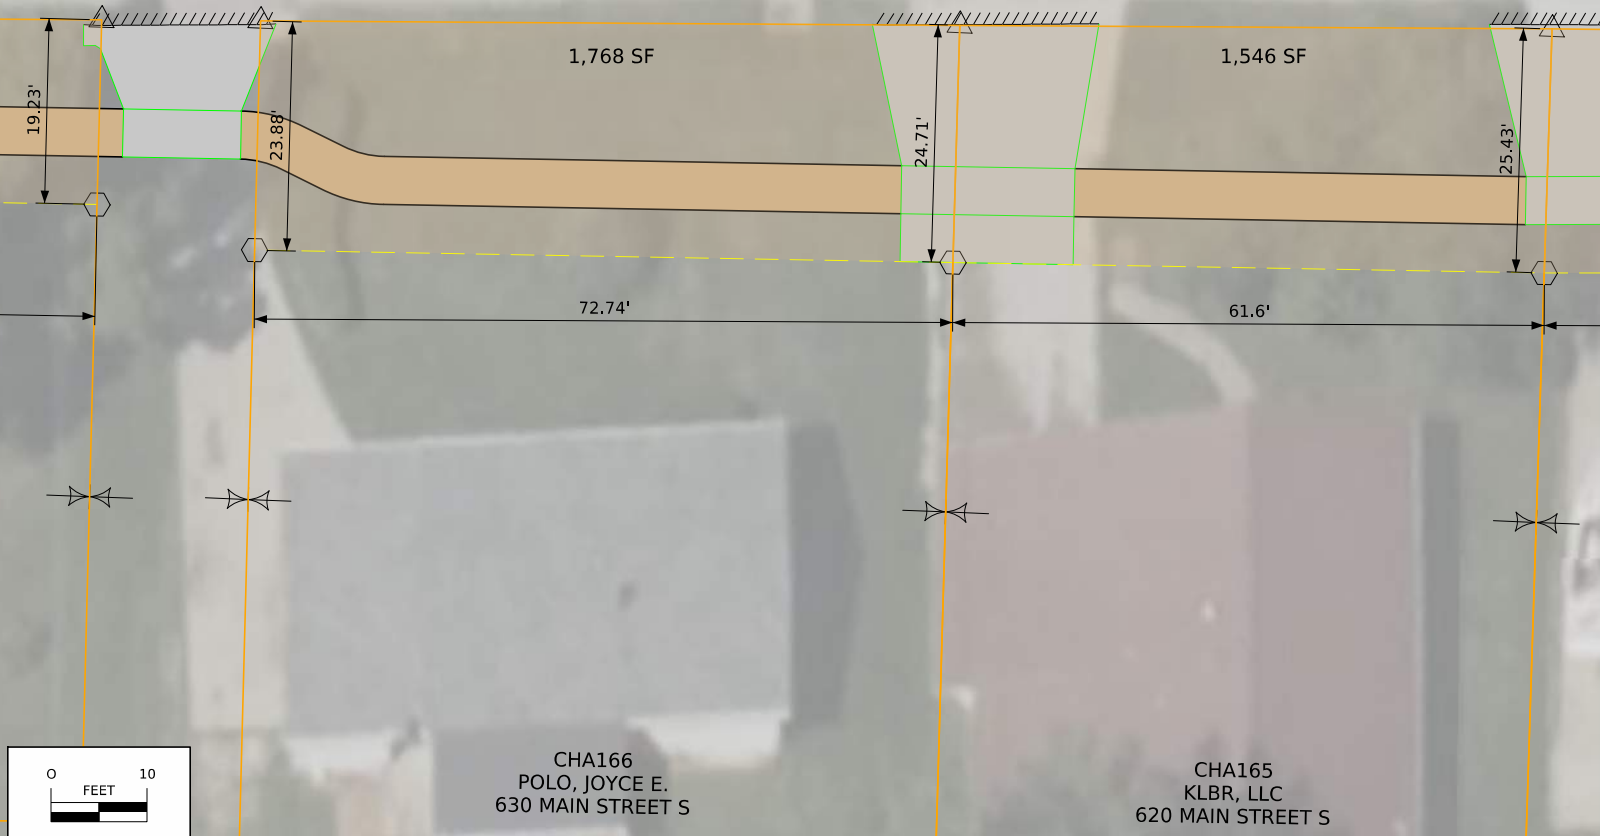 1,768 SF
1,546 SF
19.23'
23.88'
24.71'
25.43'
72.74'
61.6'
CHA166
POLO, JOYCE E.
630 MAIN STREET S
CHA165
KLBR, LLC
620 MAIN STREET S
0 10
FEET